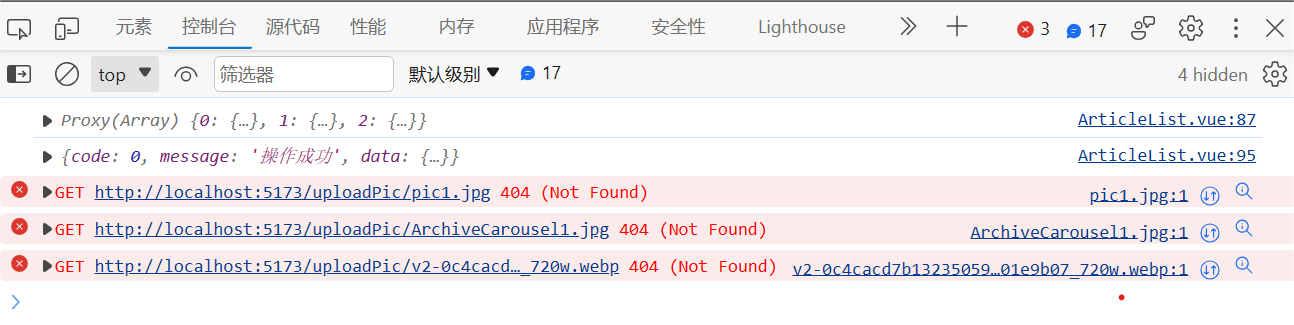 元素 控制台 源代码 性能 内存 应用程序 安全性 Lighthouse 3 17
top 筛选器 默认级别 17 4 hidden
Proxy(Array) {0: {…}, 1: {…}, 2: {…}} ArticleList.vue:87
{code: 0, message: '操作成功', data: {…}} ArticleList.vue:95
GET http://localhost:5173/uploadPic/pic1.jpg 404 (Not Found) pic1.jpg:1
GET http://localhost:5173/uploadPic/ArchiveCarousel1.jpg 404 (Not Found) ArchiveCarousel1.jpg:1
GET http://localhost:5173/uploadPic/v2-0c4cacd…_720w.webp 404 (Not Found) v2-0c4cacd7b13235059…01e9b07_720w.webp:1